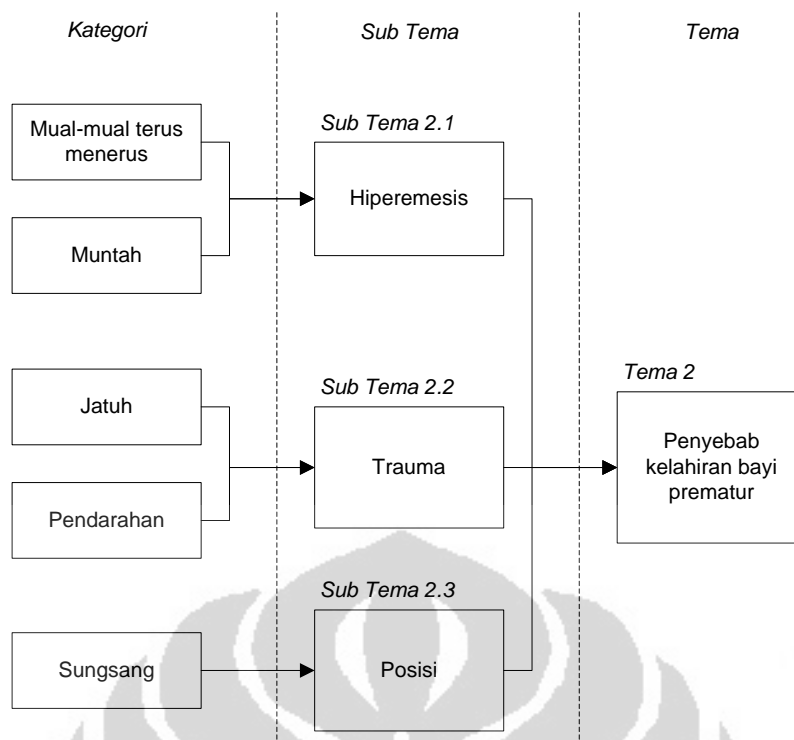 Kategori
Sub Tema
Tema
Mual-mual terus
menerus
Muntah
Sub Tema 2.1
Hiperemesis
Jatuh
Pendarahan
Sub Tema 2.2
Trauma
Tema 2
Penyebab
kelahiran bayi
prematur
Sungsang
Sub Tema 2.3
Posisi